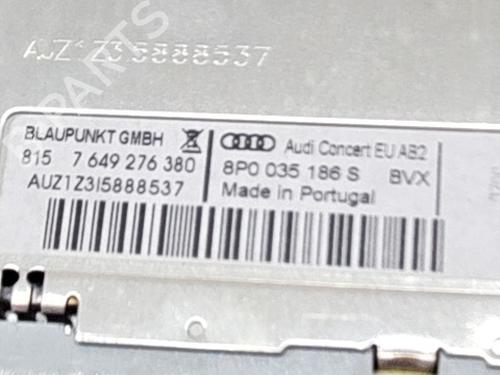 AUZ1Z3I5888537
BLAUPUNKT GMBH
815 7 649 276 380
AUZ1Z3I5888537
Audi Concert EU AB2
8P0 035 186 S BVX
Made in Portugal